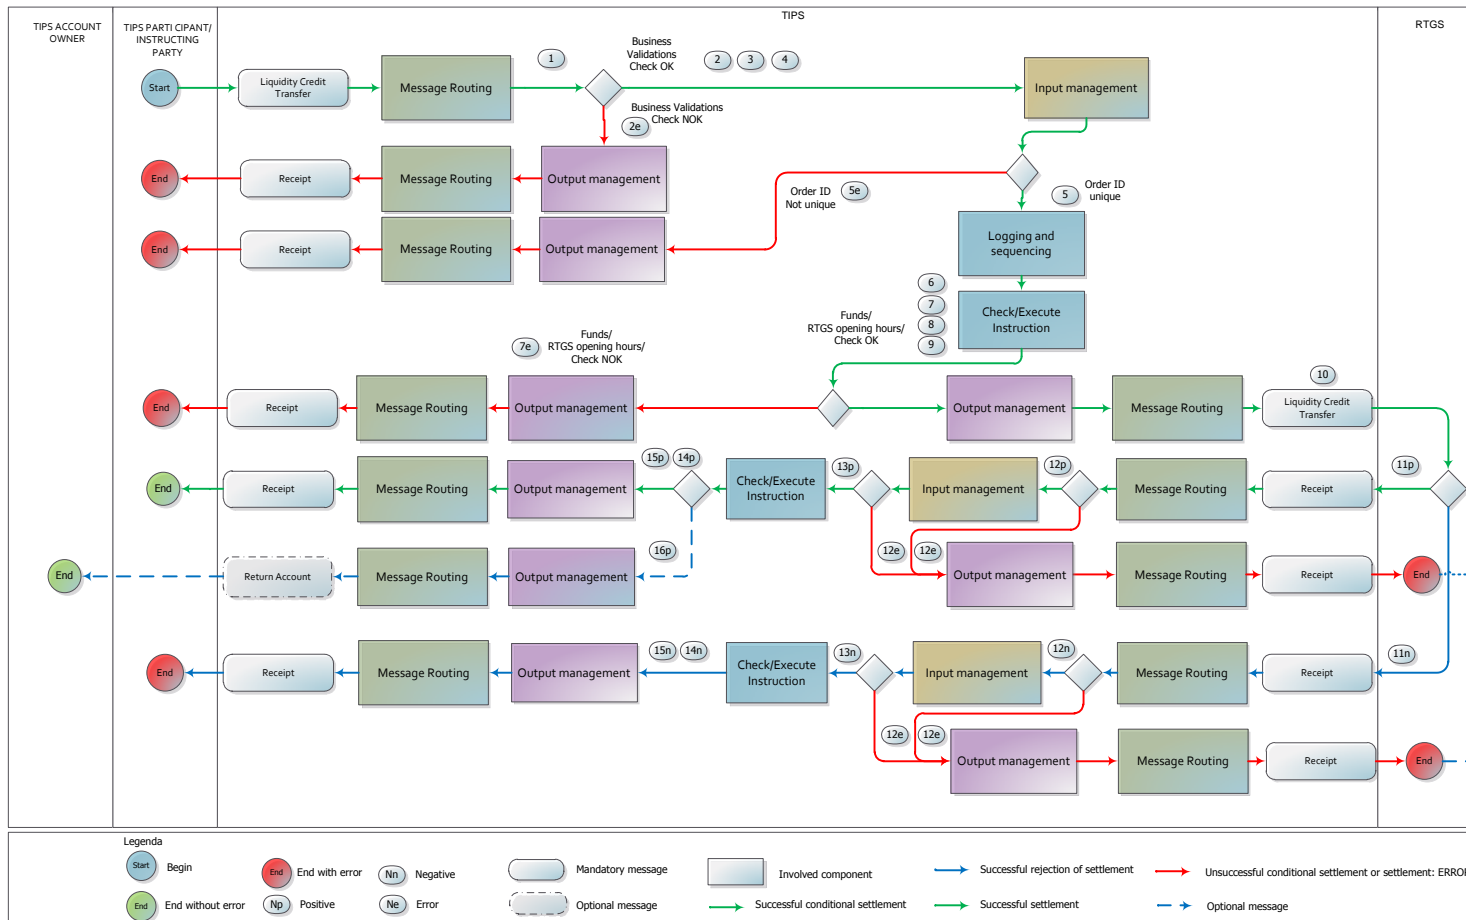 TIPS ACCOUNT
OWNER
TIPS PARTI CIPANT/
INSTRUCTING
PARTY
TIPS
RTGS
Start
Liquidity Credit
Transfer
Message Routing
1
Business
Validations
Check OK
2
3
4
Input management
Business Validations
Check NOK
2e
End
Receipt
Message Routing
Output management
Order ID
Not unique
5e
5
Order ID
unique
End
Receipt
Message Routing
Output management
Logging and
sequencing
6
7
8
9
Check/Execute
Instruction
Funds/
RTGS opening hours/
Check OK
7e
Funds/
RTGS opening hours/
Check NOK
End
Receipt
Message Routing
Output management
Output management
Message Routing
10
Liquidity Credit
Transfer
End
Receipt
Message Routing
Output management
15p
14p
Check/Execute
Instruction
13p
Input management
12p
Message Routing
Receipt
11p
End
Return Account
Message Routing
Output management
16p
12e
12e
Output management
Message Routing
Receipt
End
End
Receipt
Message Routing
Output management
15n
14n
Check/Execute
Instruction
13n
Input management
12n
Message Routing
Receipt
11n
12e
12e
Output management
Message Routing
Receipt
End
Legenda
Start
Begin
End
End with error
Nn
Negative
Mandatory message
Involved component
Successful rejection of settlement
Unsuccessful conditional settlement or settlement: ERROR
End
End without error
Np
Positive
Ne
Error
Optional message
Successful conditional settlement
Successful settlement
Optional message